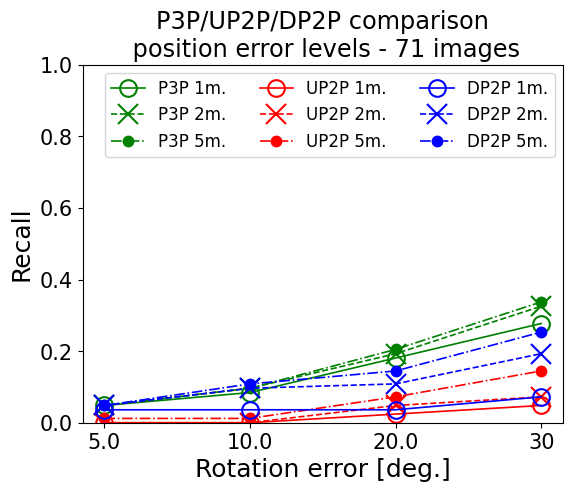 P3P/UP2P/DP2P comparison
position error levels - 71 images
1.0
0.8
0.6
0.4
0.2
0.0
Recall
P3P 1m.
P3P 2m.
P3P 5m.
UP2P 1m.
UP2P 2m.
UP2P 5m.
DP2P 1m.
DP2P 2m.
DP2P 5m.
5.0 10.0 20.0 30
Rotation error [deg.]